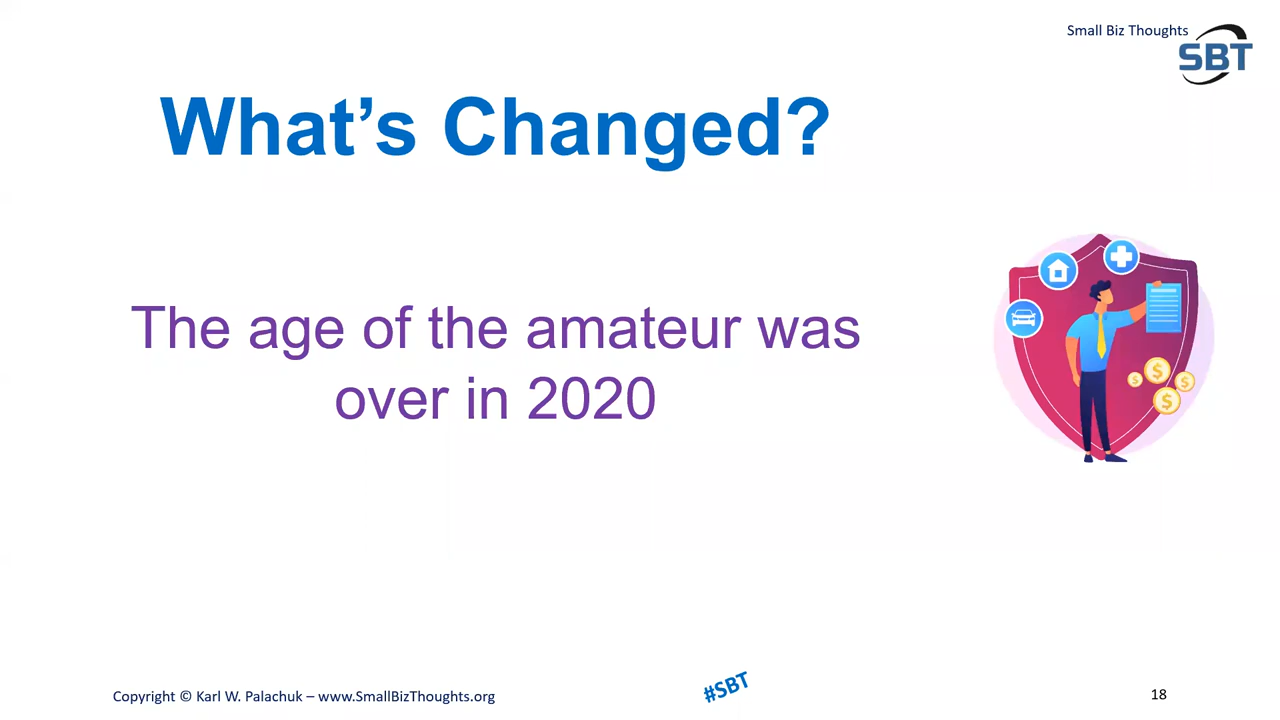 Small Biz Thoughts
SBT
What’s Changed?
The age of the amateur was
over in 2020
$
$
$
$
Copyright © Karl W. Palachuk – www.SmallBizThoughts.org
#SBT
18